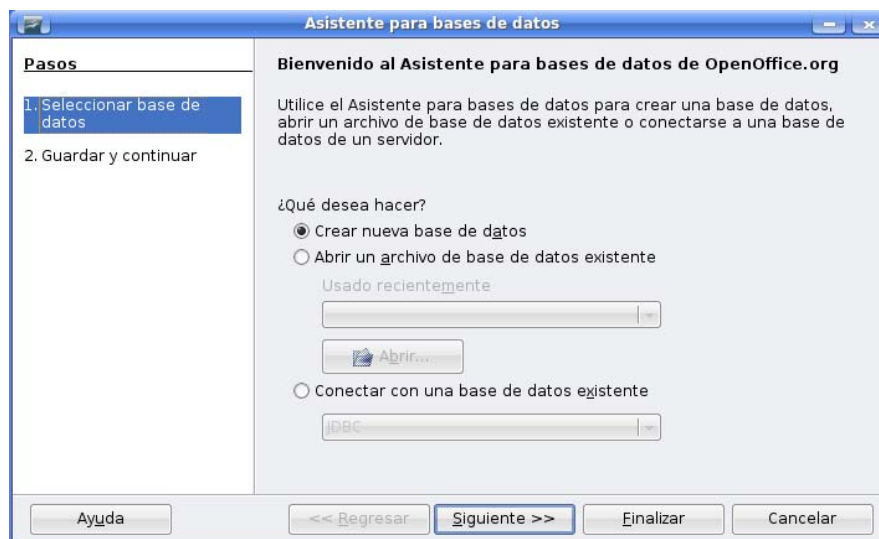 Asistente para bases de datos
Pasos
1. Seleccionar base de
datos
2. Guardar y continuar
Bienvenido al Asistente para bases de datos de OpenOffice.org
Utilice el Asistente para bases de datos para crear una base de datos,
abrir un archivo de base de datos existente o conectarse a una base de
datos de un servidor.
¿Qué desea hacer?
Crear nueva base de datos
Abrir un archivo de base de datos existente
Usado recientemente
Abrir...
Conectar con una base de datos existente
JDBC
Ayuda
<< Regresar
Siguiente >>
Finalizar
Cancelar